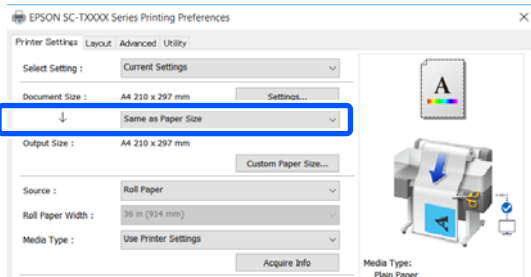 EPSON SC-TXXXX Series Printing Preferences
Printer Settings Layout Advanced Utility
Select Setting : Current Settings
Document Size : A4 210 x 297 mm Settings...
↓ Same as Paper Size
Output Size : A4 210 x 297 mm
Custom Paper Size...
Source : Roll Paper
Roll Paper Width : 36 in (914 mm)
Media Type : Use Printer Settings
Acquire Info
A
A
Media Type:
Plain Paper